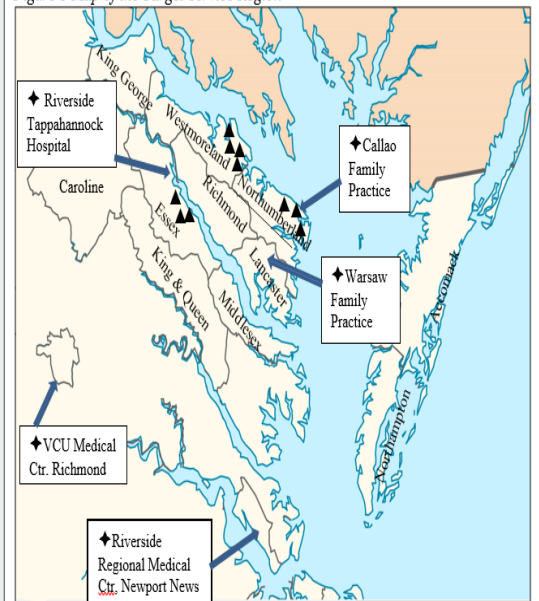 King George
✦ Riverside
Tappahannock
Hospital
Westmoreland
✦Callao
Family
Practice
Caroline
Richmond
Northumberland
Essex
✦Warsaw
Family
Practice
Lancaster
King & Queen
Middlesex
Accomack
Northampton
✦VCU Medical
Ctr. Richmond
✦Riverside
Regional Medical
Ctr, Newport News